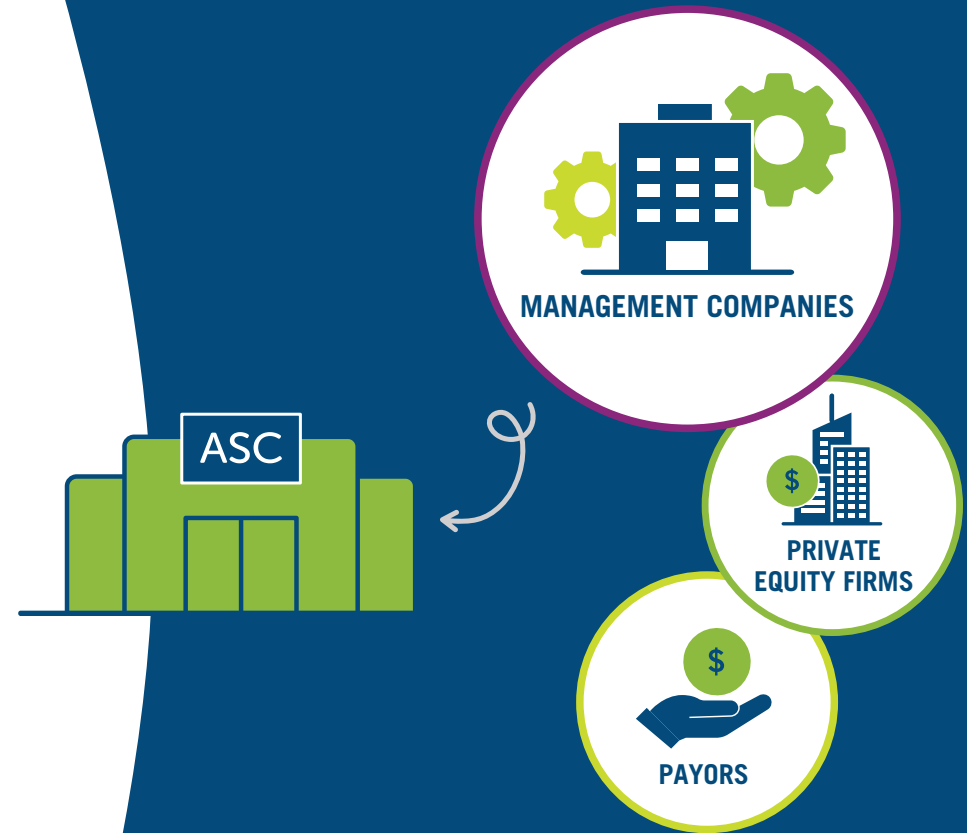 MANAGEMENT COMPANIES
ASC
$
PRIVATE
EQUITY FIRMS
$
PAYORS